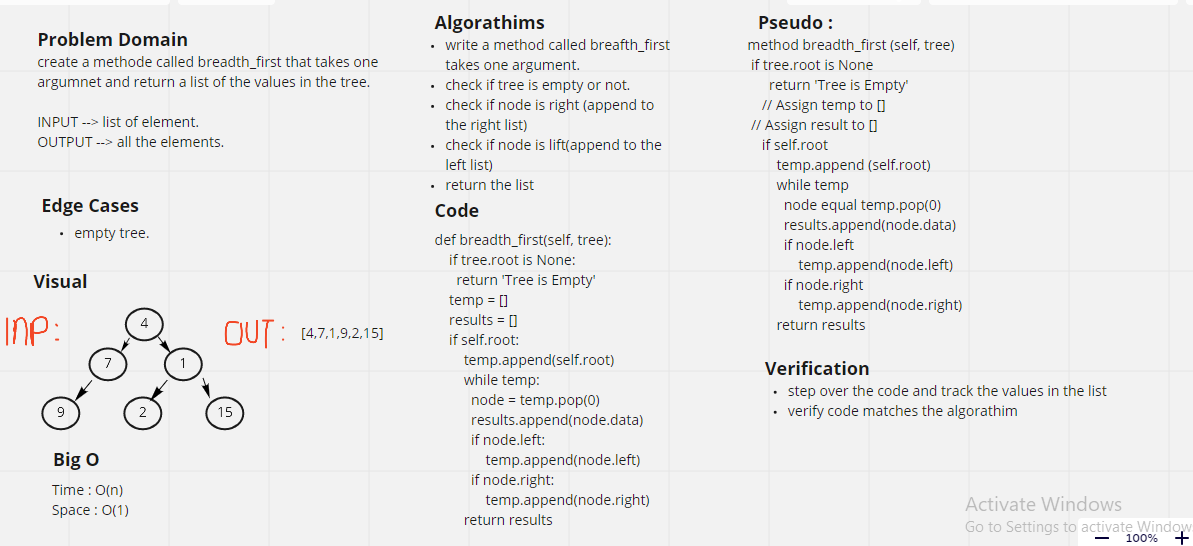 Problem Domain
create a methode called breadth_first that takes one
argumnet and return a list of the values in the tree.
INPUT --> list of element.
OUTPUT --> all the elements.
Edge Cases
• empty tree.
Visual
INP:
4
7
1
9
2
15
OUT: [4,7,1,9,2,15]
Big O
Time : O(n)
Space : O(1)
Algorathims
• write a method called breafth_first
takes one argument.
• check if tree is empty or not.
• check if node is right (append to
the right list)
• check if node is lift(append to the
left list)
• return the list
Code
def breadth_first(self, tree):
if tree.root is None:
return 'Tree is Empty'
temp = []
results = []
if self.root:
temp.append(self.root)
while temp:
node = temp.pop(0)
results.append(node.data)
if node.left:
temp.append(node.left)
if node.right:
temp.append(node.right)
return results
Pseudo :
method breadth_first (self, tree)
if tree.root is None
return 'Tree is Empty'
// Assign temp to []
// Assign result to []
if self.root
temp.append (self.root)
while temp
node equal temp.pop(0)
results.append(node.data)
if node.left
temp.append(node.left)
if node.right
temp.append(node.right)
return results
Verification
• step over the code and track the values in the list
• verify code matches the algorathim
Activate Windows
Go to Settings to activate Window
− 100% +